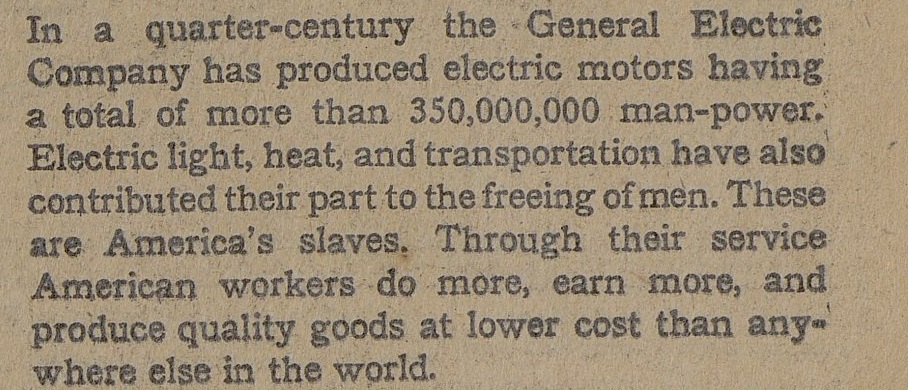 In a quarter-century the General Electric
Company has produced electric motors having
a total of more than 350,000,000 man-power.
Electric light, heat, and transportation have also
contributed their part to the freeing of men. These
are America's slaves. Through their service
American workers do more, earn more, and
produce quality goods at lower cost than any-
where else in the world.